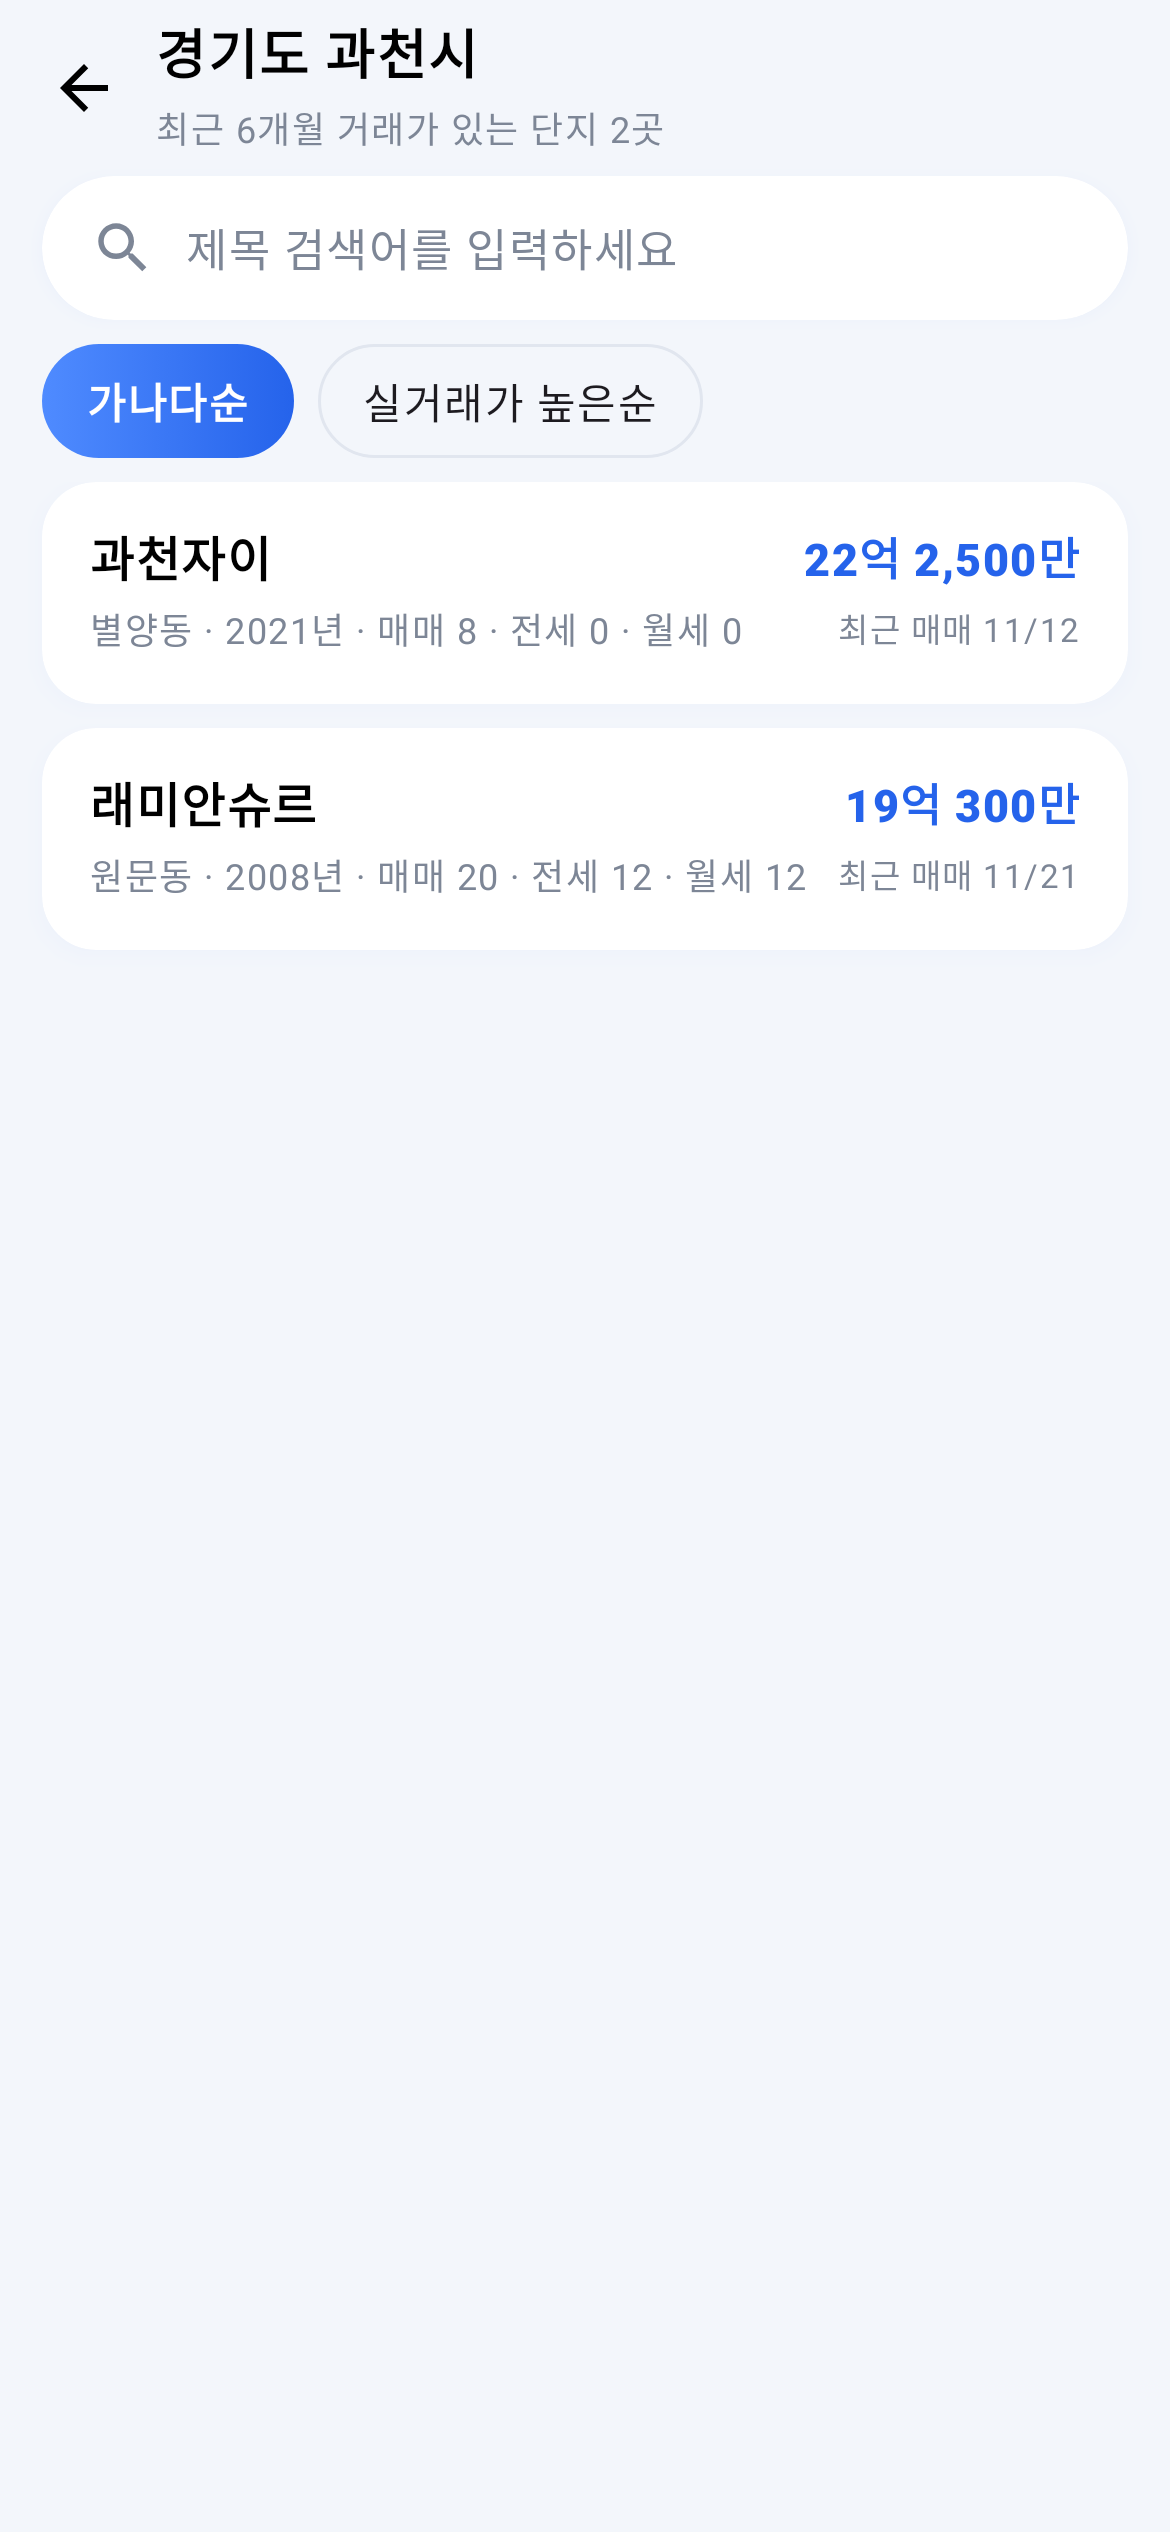 경기도 과천시
최근 6개월 거래가 있는 단지 2곳
제목 검색어를 입력하세요
가나다순 실거래가 높은순
과천자이 22억 2,500만
별양동 · 2021년 · 매매 8 · 전세 0 · 월세 0 최근 매매 11/12
래미안슈르 19억 300만
원문동 · 2008년 · 매매 20 · 전세 12 · 월세 12 최근 매매 11/21